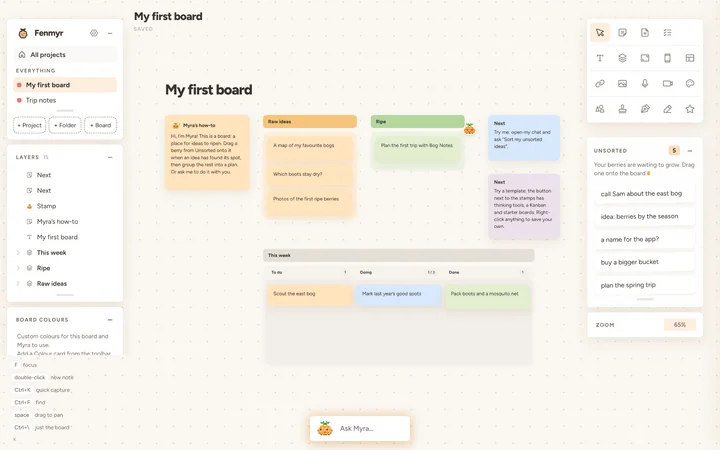 Fenmyr
All projects
EVERYTHING
My first board
Trip notes
+ Project
+ Folder
+ Board
LAYERS 15
Next
Next
Stamp
Myra's how-to
My first board
This week
Ripe
Raw ideas
BOARD COLOURS
Custom colours for this board and
Myra to use.
Add a Colour card from the toolbar
F focus
double-click new note
Ctrl+K quick capture
Ctrl+F find
space drag to pan
Ctrl+\ just the board
My first board
SAVED
My first board
Myra's how-to
Hi, I'm Myra! This is a board: a
place for ideas to ripen. Drag a
berry from Unsorted onto it
when an idea has found its spot,
then group the rest into a plan.
Or ask me to do it with you.
Raw ideas
A map of my favourite bogs
Which boots stay dry?
Photos of the first ripe berries
Ripe
Plan the first trip with Bog Notes
Next
Try me: open my chat and
ask "Sort my unsorted
ideas".
Next
Try a template: the button
next to the stamps has
thinking tools, a Kanban
and starter boards. Right-
click anything to save your
own.
This week
To do 1
Doing 1 / 3
Done 1
Scout the east bog
Mark last year's good spots
Pack boots and a mosquito net
Ask Myra...
UNSORTED 5
Your berries are waiting to grow. Drag
one onto the board
call Sam about the east bog
idea: berries by the season
a name for the app?
buy a bigger bucket
plan the spring trip
ZOOM 65%